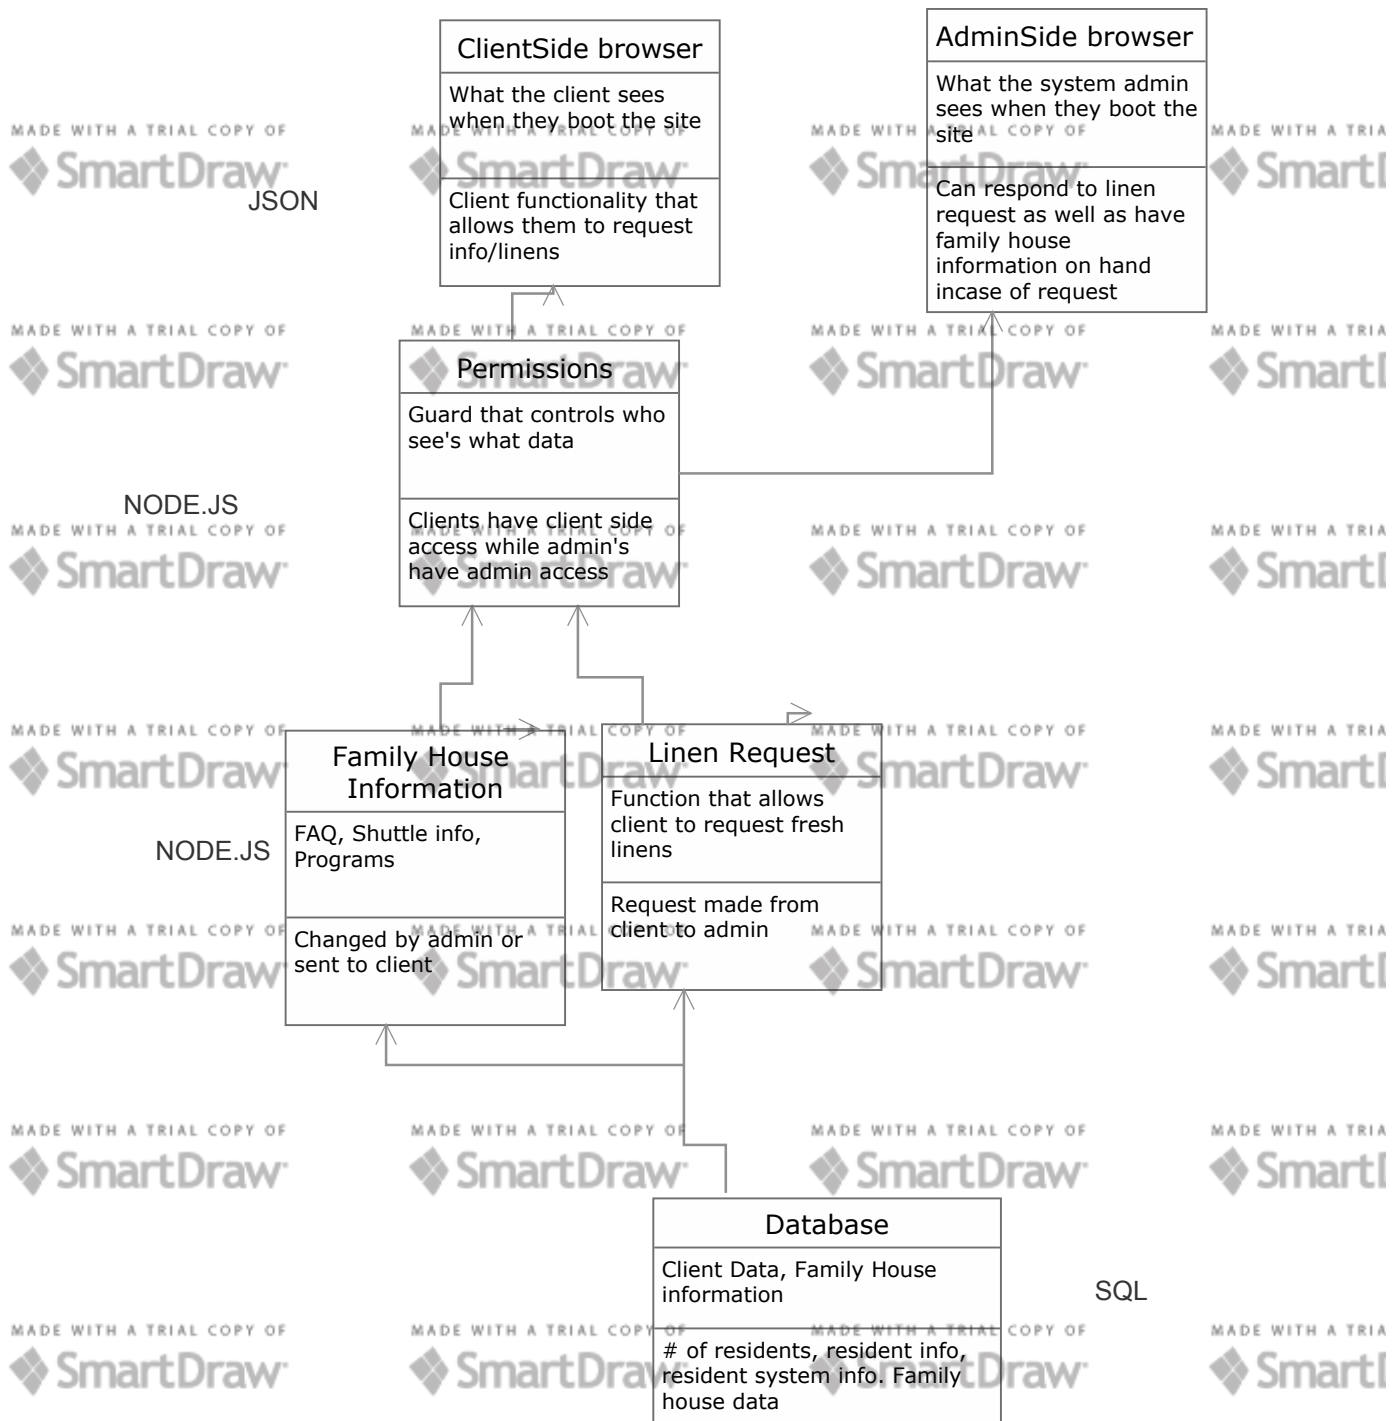 ClientSide browser
What the client sees
when they boot the site
Client functionality that
allows them to request
info/linens
AdminSide browser
What the system admin
sees when they boot the
site
Can respond to linen
request as well as have
family house
information on hand
incase of request
JSON
Permissions
Guard that controls who
see's what data
Clients have client side
access while admin's
have admin access
NODE.JS
Family House
Information
FAQ, Shuttle info,
Programs
Changed by admin or
sent to client
NODE.JS
Linen Request
Function that allows
client to request fresh
linens
Request made from
client to admin
Database
Client Data, Family House
information
# of residents, resident info,
resident system info. Family
house data
SQL
MADE WITH A TRIAL COPY OF
SmartDraw